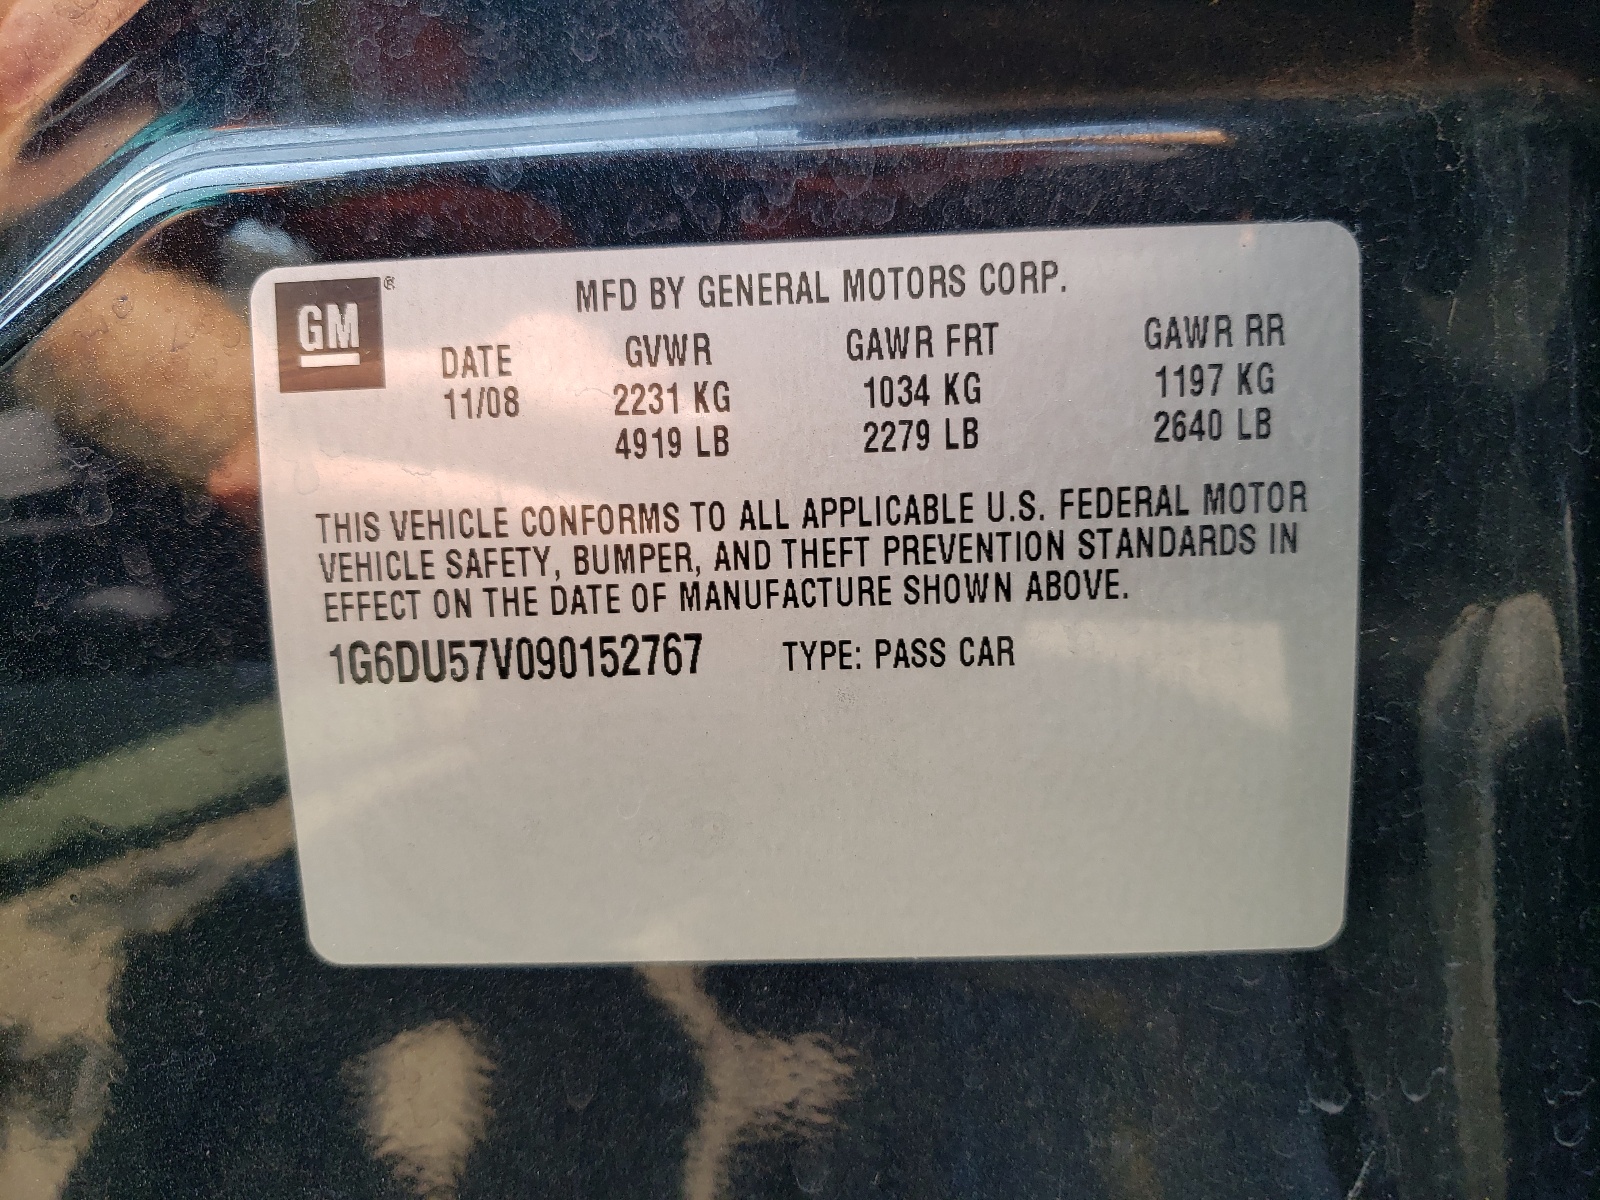 GM ®
MFD BY GENERAL MOTORS CORP.
DATE GVWR GAWR FRT GAWR RR
11/08 2231 KG 1034 KG 1197 KG
4919 LB 2279 LB 2640 LB
THIS VEHICLE CONFORMS TO ALL APPLICABLE U.S. FEDERAL MOTOR
VEHICLE SAFETY, BUMPER, AND THEFT PREVENTION STANDARDS IN
EFFECT ON THE DATE OF MANUFACTURE SHOWN ABOVE.
1G6DU57V090152767 TYPE: PASS CAR